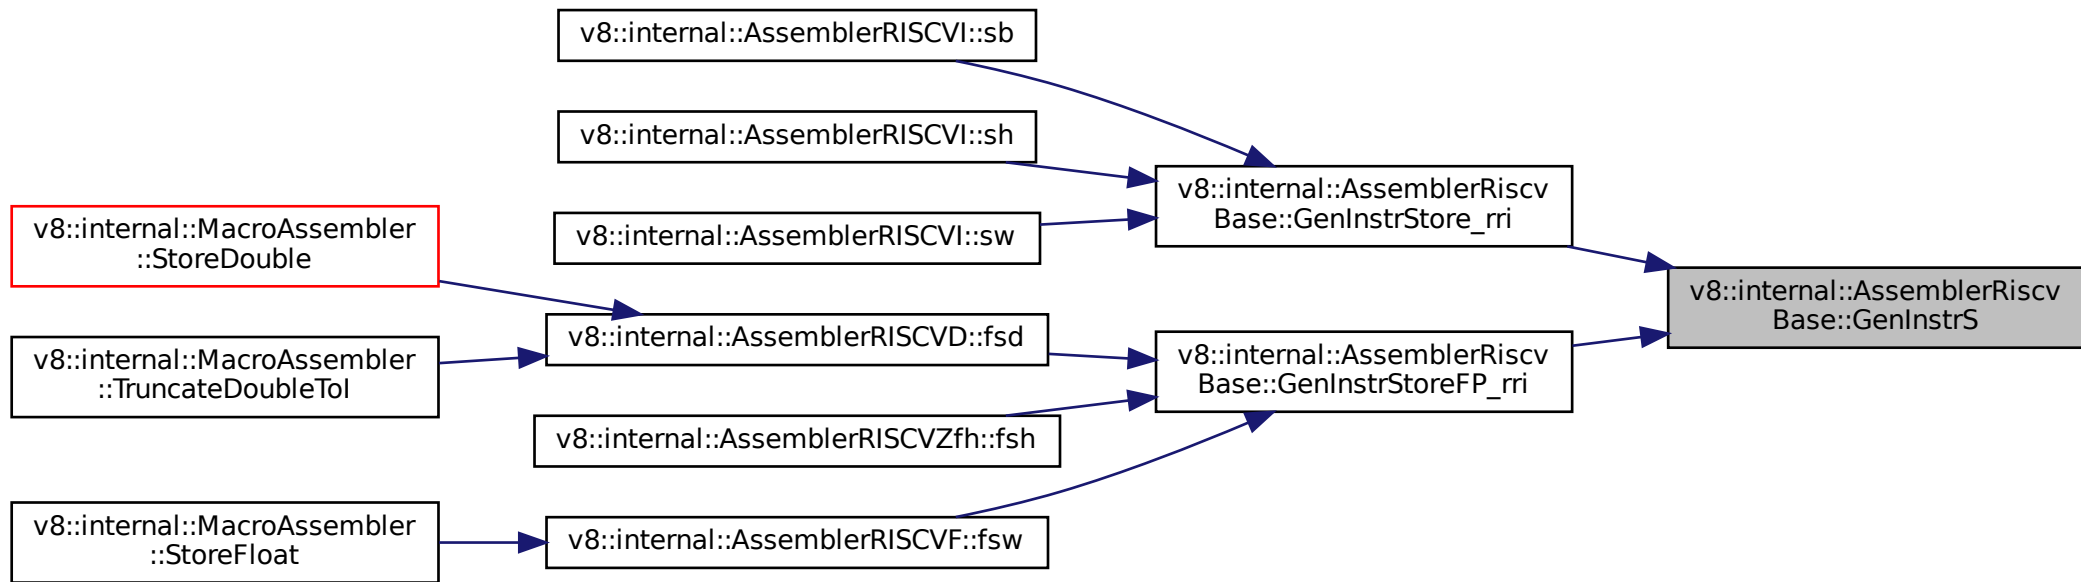 v8::internal::AssemblerRISCVI::sb
v8::internal::AssemblerRISCVI::sh
v8::internal::AssemblerRiscv
Base::GenInstrStore_rri
v8::internal::MacroAssembler
::StoreDouble
v8::internal::AssemblerRISCVI::sw
v8::internal::AssemblerRiscv
Base::GenInstrS
v8::internal::AssemblerRISCVD::fsd
v8::internal::MacroAssembler
::TruncateDoubleToI
v8::internal::AssemblerRiscv
Base::GenInstrStoreFP_rri
v8::internal::AssemblerRISCVZfh::fsh
v8::internal::MacroAssembler
::StoreFloat
v8::internal::AssemblerRISCVF::fsw